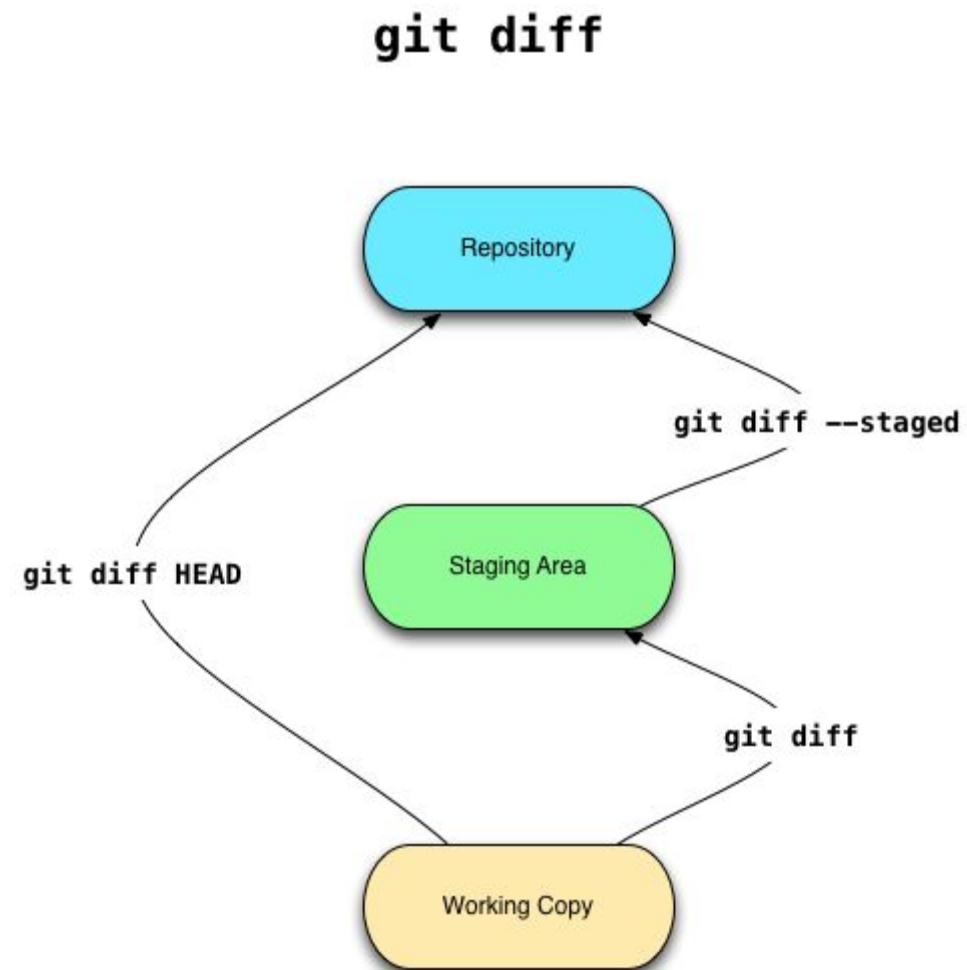 git diff
Repository
git diff --staged
Staging Area
git diff HEAD
git diff
Working Copy